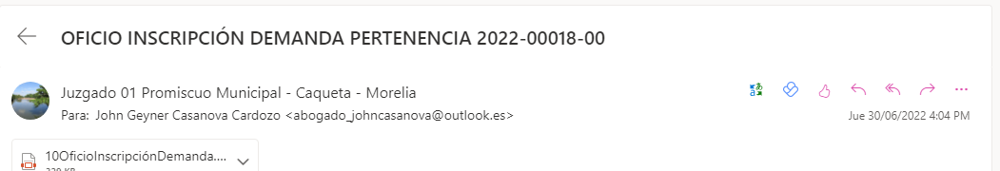 OFICIO INSCRIPCIÓN DEMANDA PERTENENCIA 2022-00018-00
Juzgado 01 Promiscuo Municipal - Caqueta - Morelia
Para: John Geyner Casanova Cardozo <abogado_johncasanova@outlook.es>
Jue 30/06/2022 4:04 PM
10OficioInscripciónDemanda....